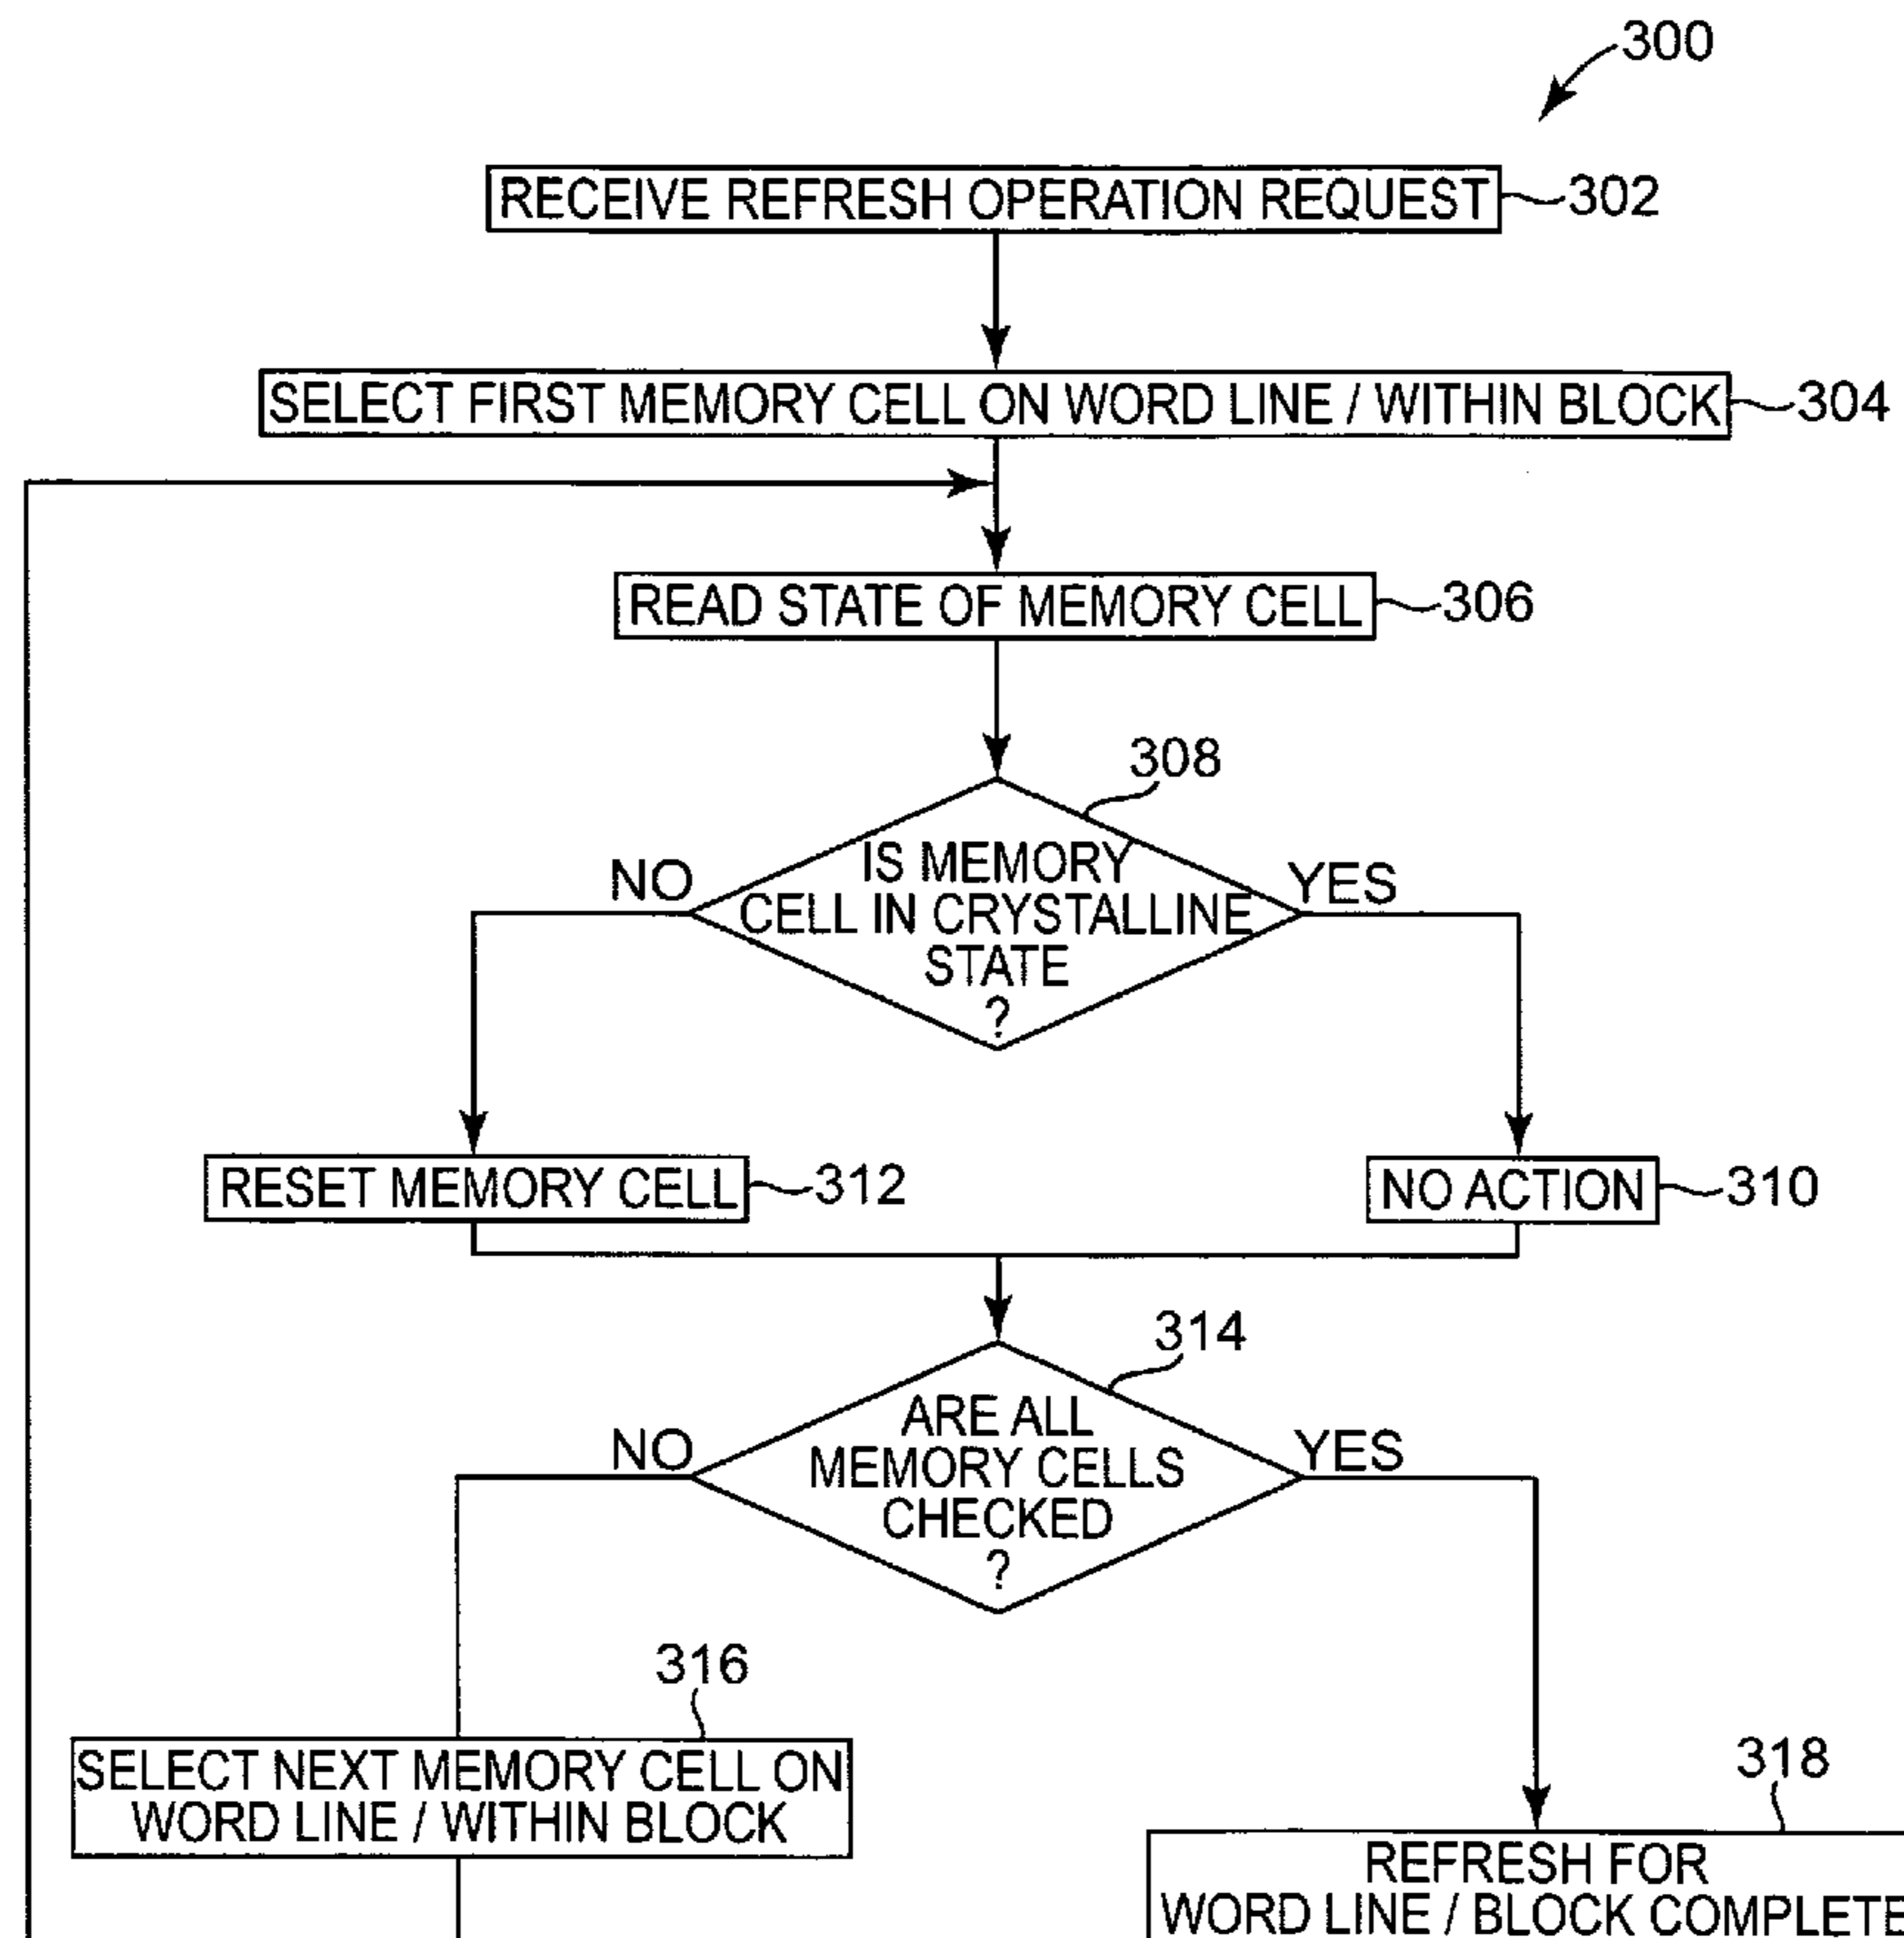 300
RECEIVE REFRESH OPERATION REQUEST
302
SELECT FIRST MEMORY CELL ON WORD LINE / WITHIN BLOCK
304
READ STATE OF MEMORY CELL
306
308
IS MEMORY
CELL IN CRYSTALLINE
STATE
?
NO
YES
RESET MEMORY CELL
312
NO ACTION
310
314
ARE ALL
MEMORY CELLS
CHECKED
?
NO
YES
316
SELECT NEXT MEMORY CELL ON
WORD LINE / WITHIN BLOCK
318
REFRESH FOR
WORD LINE / BLOCK COMPLETE